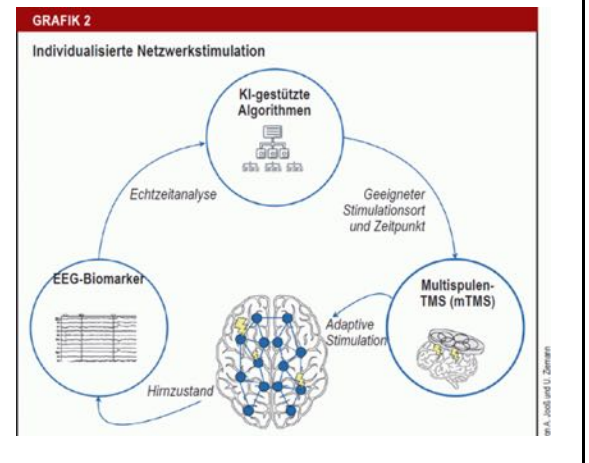 GRAFIK 2
Individualisierte Netzwerkstimulation
KI-gestützte
Algorithmen
Echtzeitanalyse
Geeigneter
Stimulationsort
und Zeitpunkt
EEG-Biomarker
Multispulen-
TMS (mTMS)
Adaptive
Stimulation
Hirnzustand
on A. Jooß und U. Ziemann